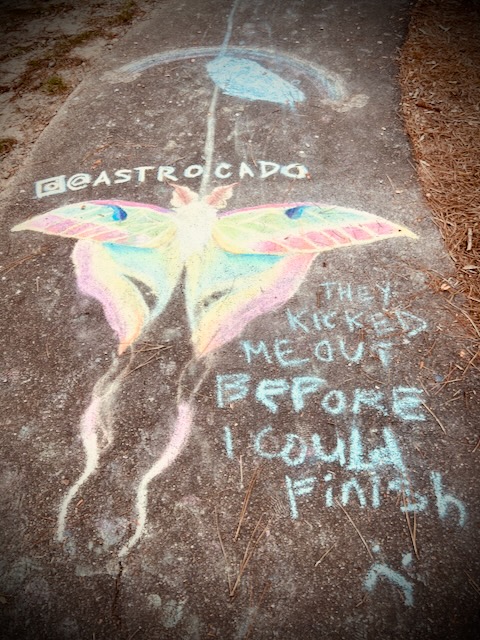 @ASTROCADO
THEY
KICKED
ME OUT
BEFORE
I COULD
FiNiSh
:(